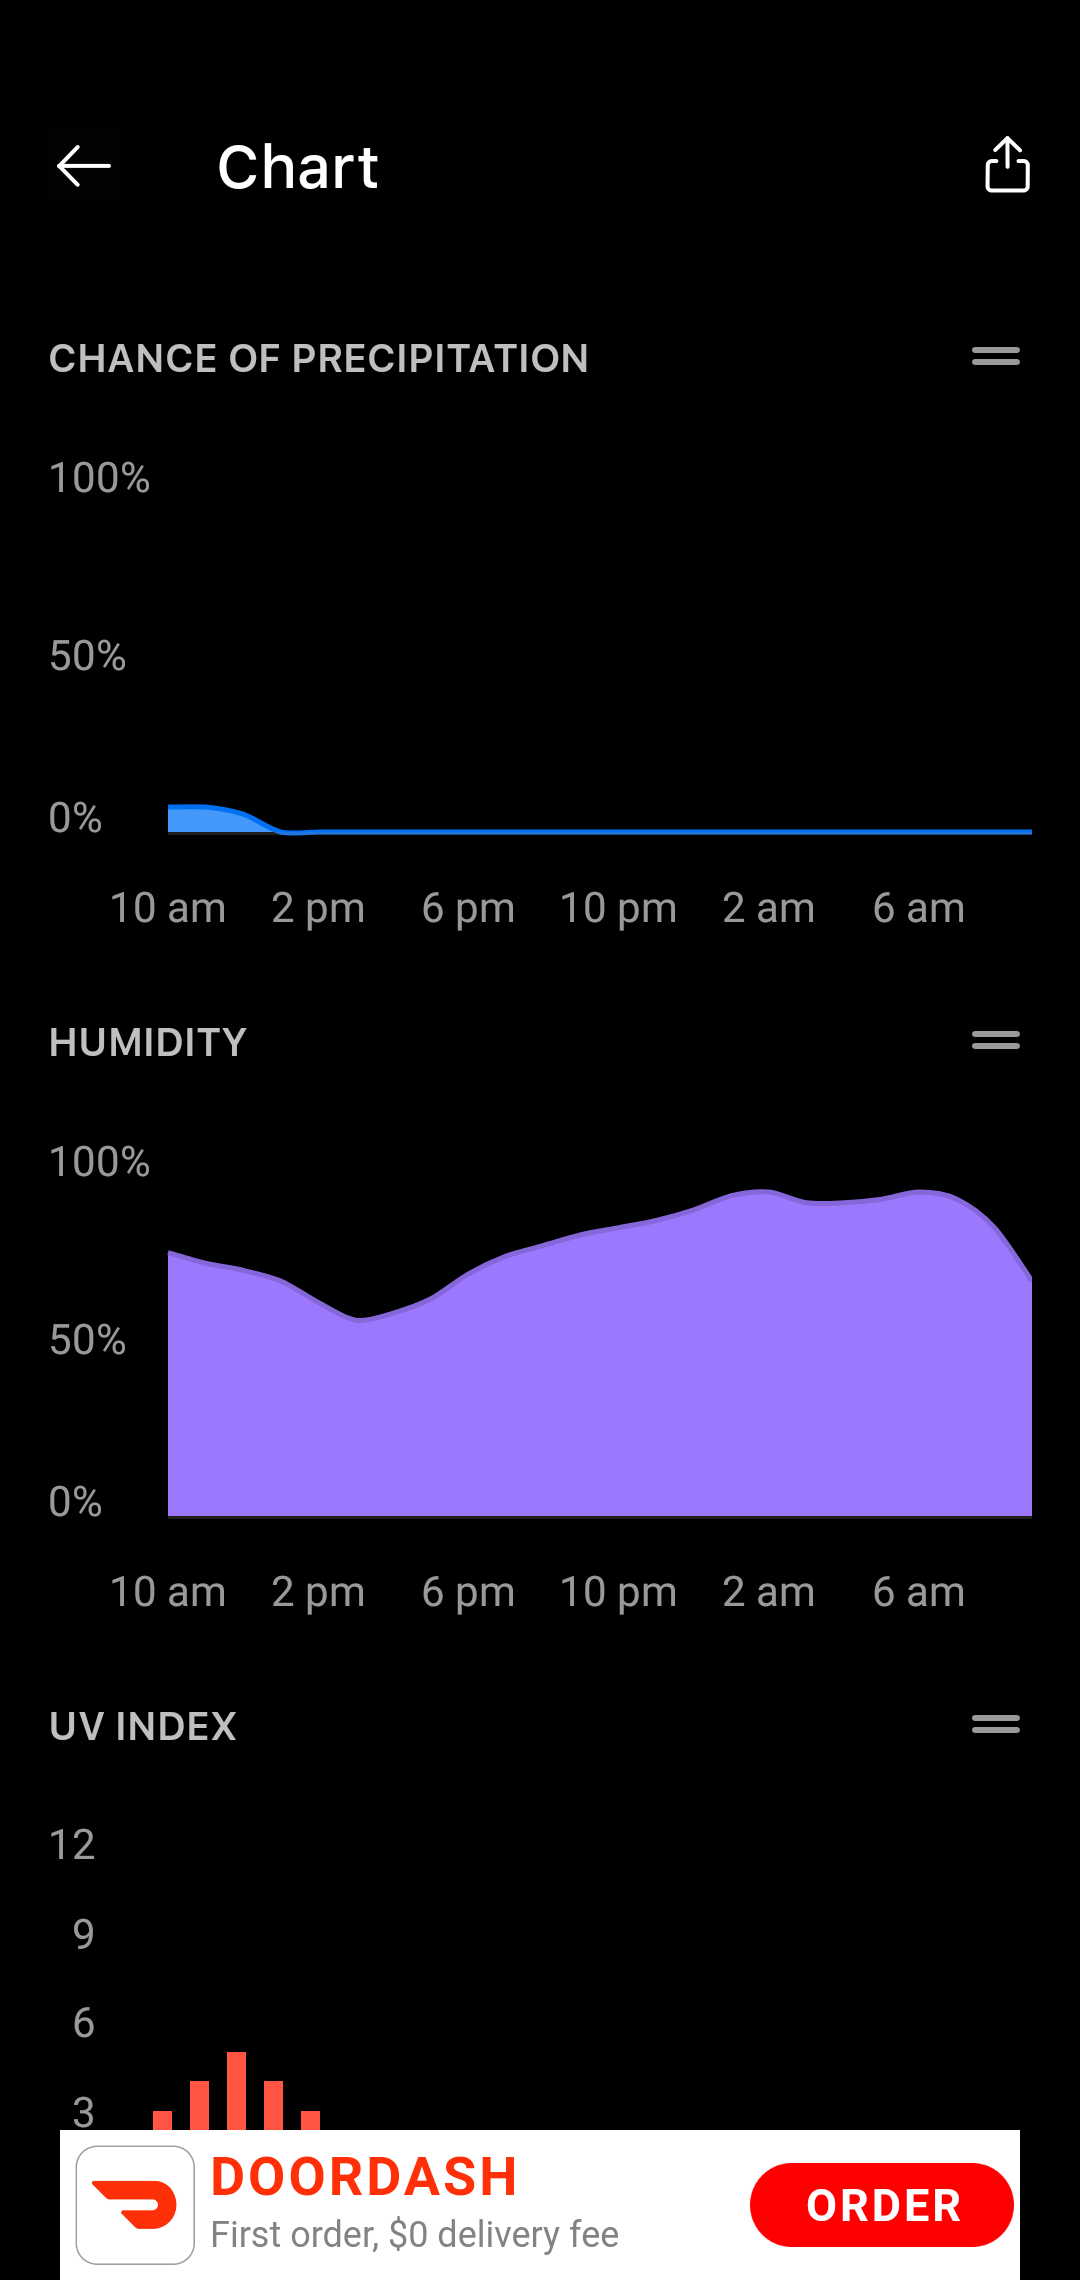 Chart
CHANCE OF PRECIPITATION
100%
50%
0%
10 am 2 pm 6 pm 10 pm 2 am 6 am
HUMIDITY
100%
50%
0%
10 am 2 pm 6 pm 10 pm 2 am 6 am
UV INDEX
12
9
6
3
DOORDASH
First order, $0 delivery fee
ORDER